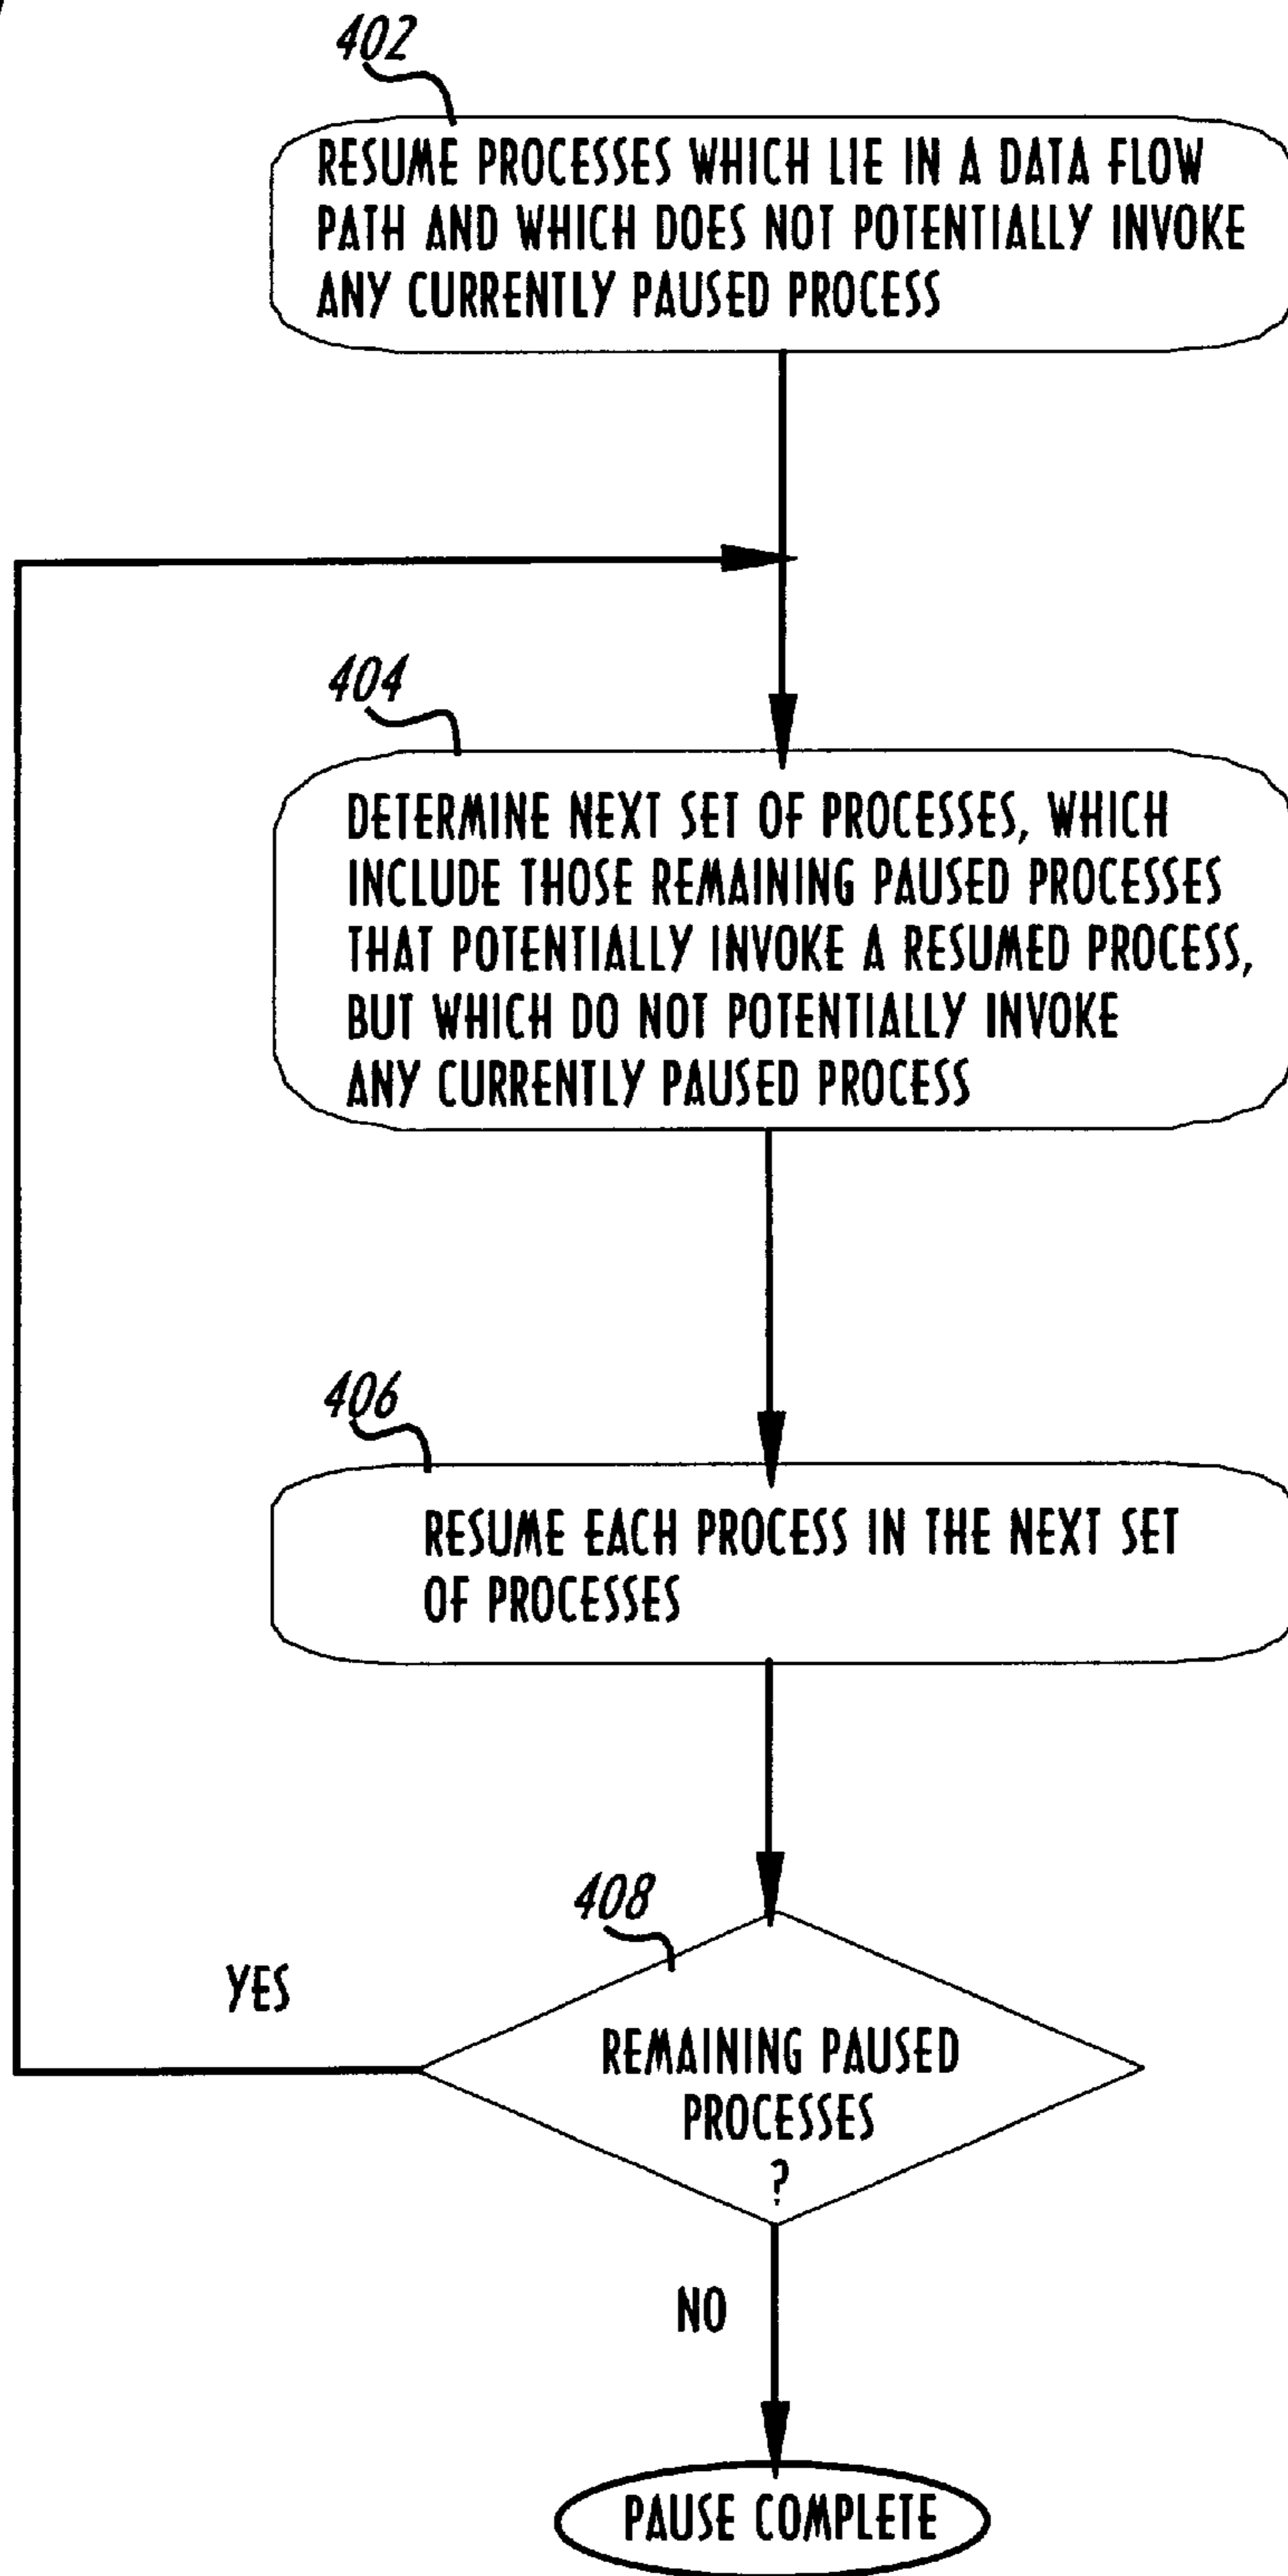 402
RESUME PROCESSES WHICH LIE IN A DATA FLOW
PATH AND WHICH DOES NOT POTENTIALLY INVOKE
ANY CURRENTLY PAUSED PROCESS
404
DETERMINE NEXT SET OF PROCESSES, WHICH
INCLUDE THOSE REMAINING PAUSED PROCESSES
THAT POTENTIALLY INVOKE A RESUMED PROCESS,
BUT WHICH DO NOT POTENTIALLY INVOKE
ANY CURRENTLY PAUSED PROCESS
406
RESUME EACH PROCESS IN THE NEXT SET
OF PROCESSES
408
YES
REMAINING PAUSED
PROCESSES
?
NO
PAUSE COMPLETE